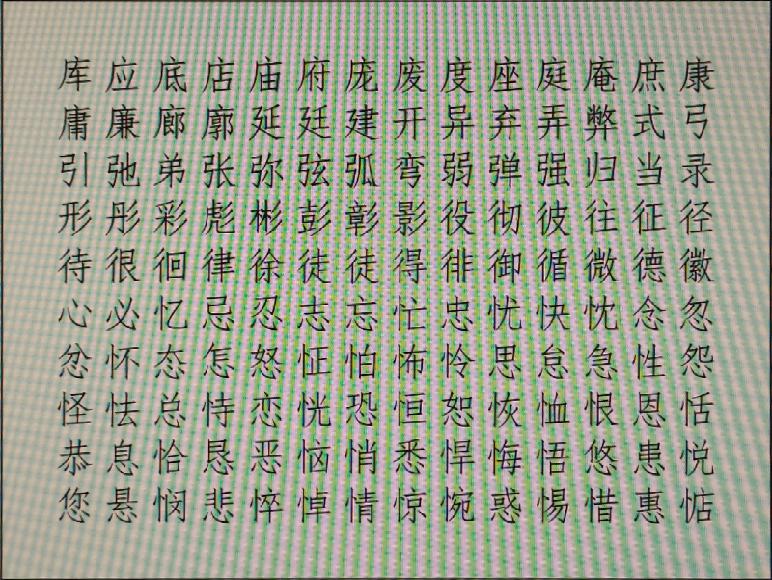 库应底店庙府庞废度座庭庵庶康
庸廉廊廓延廷建开异弃弄弊式弓
引弛弟张弥弦弧弯弱弹强归当录
形彤彩彪彬彭彰影役彻彼往征径
待很徊律徐徒徒得徘御循微德徽
心必忆忌忍志忘忙忠忧快忱念忽
忿怀态怎怒怔怕怖怜思怠急性怨
怪怯总恃恋恍恐恒恕恢恤恨恩恬
恭息恰恳恶恼悄悉悍悔悟悠患悦
您悬悯悲悴悼情惊惋惑惕惜惠惦